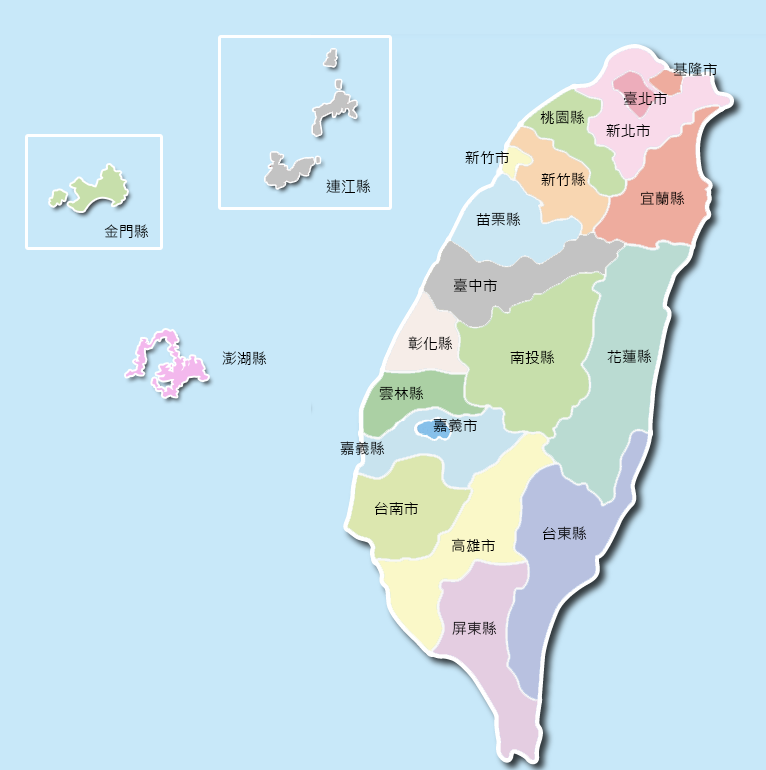 基隆市
臺北市
桃園縣
新北市
新竹市
新竹縣
連江縣
宜蘭縣
苗栗縣
金門縣
臺中市
彰化縣
南投縣
花蓮縣
澎湖縣
雲林縣
嘉義市
嘉義縣
台南市
台東縣
高雄市
屏東縣